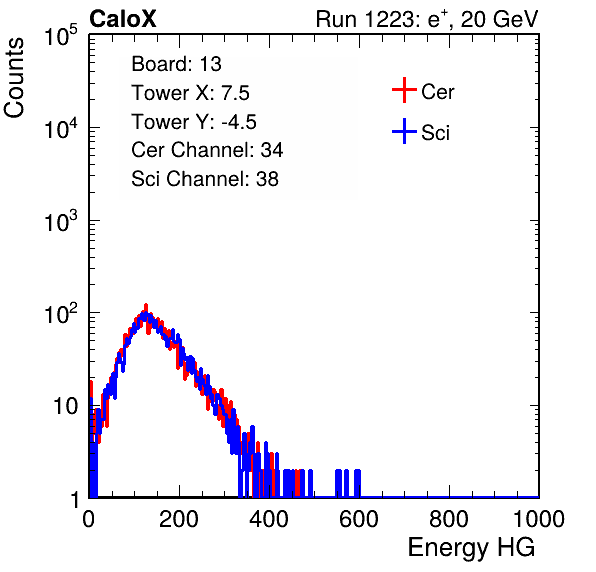 CaloX Run 1223: e⁺, 20 GeV
Counts
Board: 13
Tower X: 7.5
Tower Y: -4.5
Cer Channel: 34
Sci Channel: 38
Cer
Sci
10⁵
10⁴
10³
10²
10
1
0 200 400 600 800 1000
Energy HG